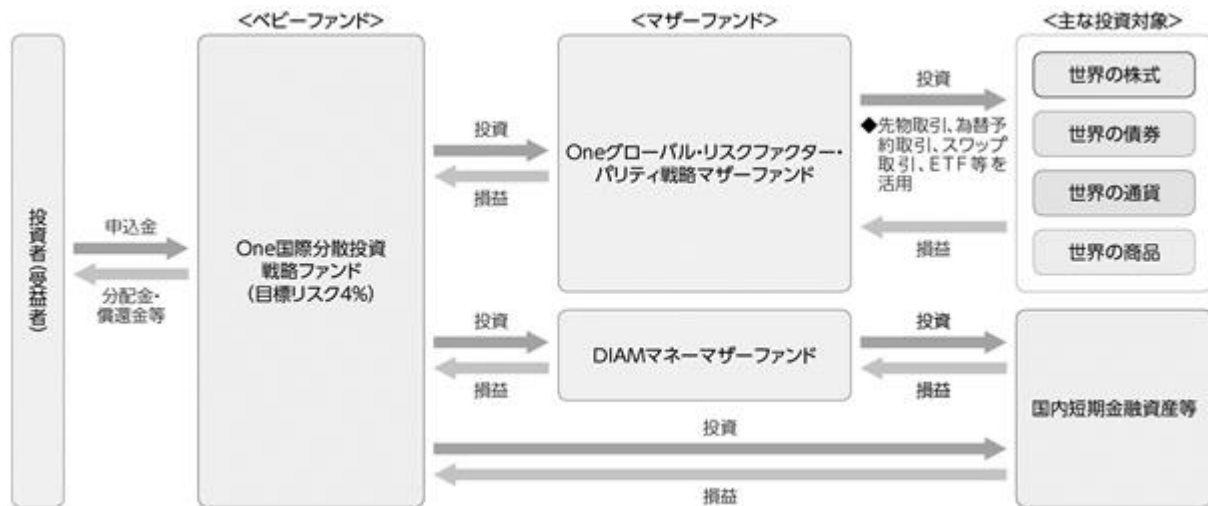 <ベビーファンド>
<マザーファンド>
<主な投資対象>
投資者(受益者)
申込金
分配金・
償還金等
One国際分散投資
戦略ファンド
(目標リスク4%)
投資
損益
Oneグローバル・リスクファクター・
パリティ戦略マザーファンド
投資
◆先物取引、為替予
約取引、スワップ
取引、ETF等を
活用
損益
世界の株式
世界の債券
世界の通貨
世界の商品
投資
損益
DIAMマネーマザーファンド
投資
損益
国内短期金融資産等
投資
損益